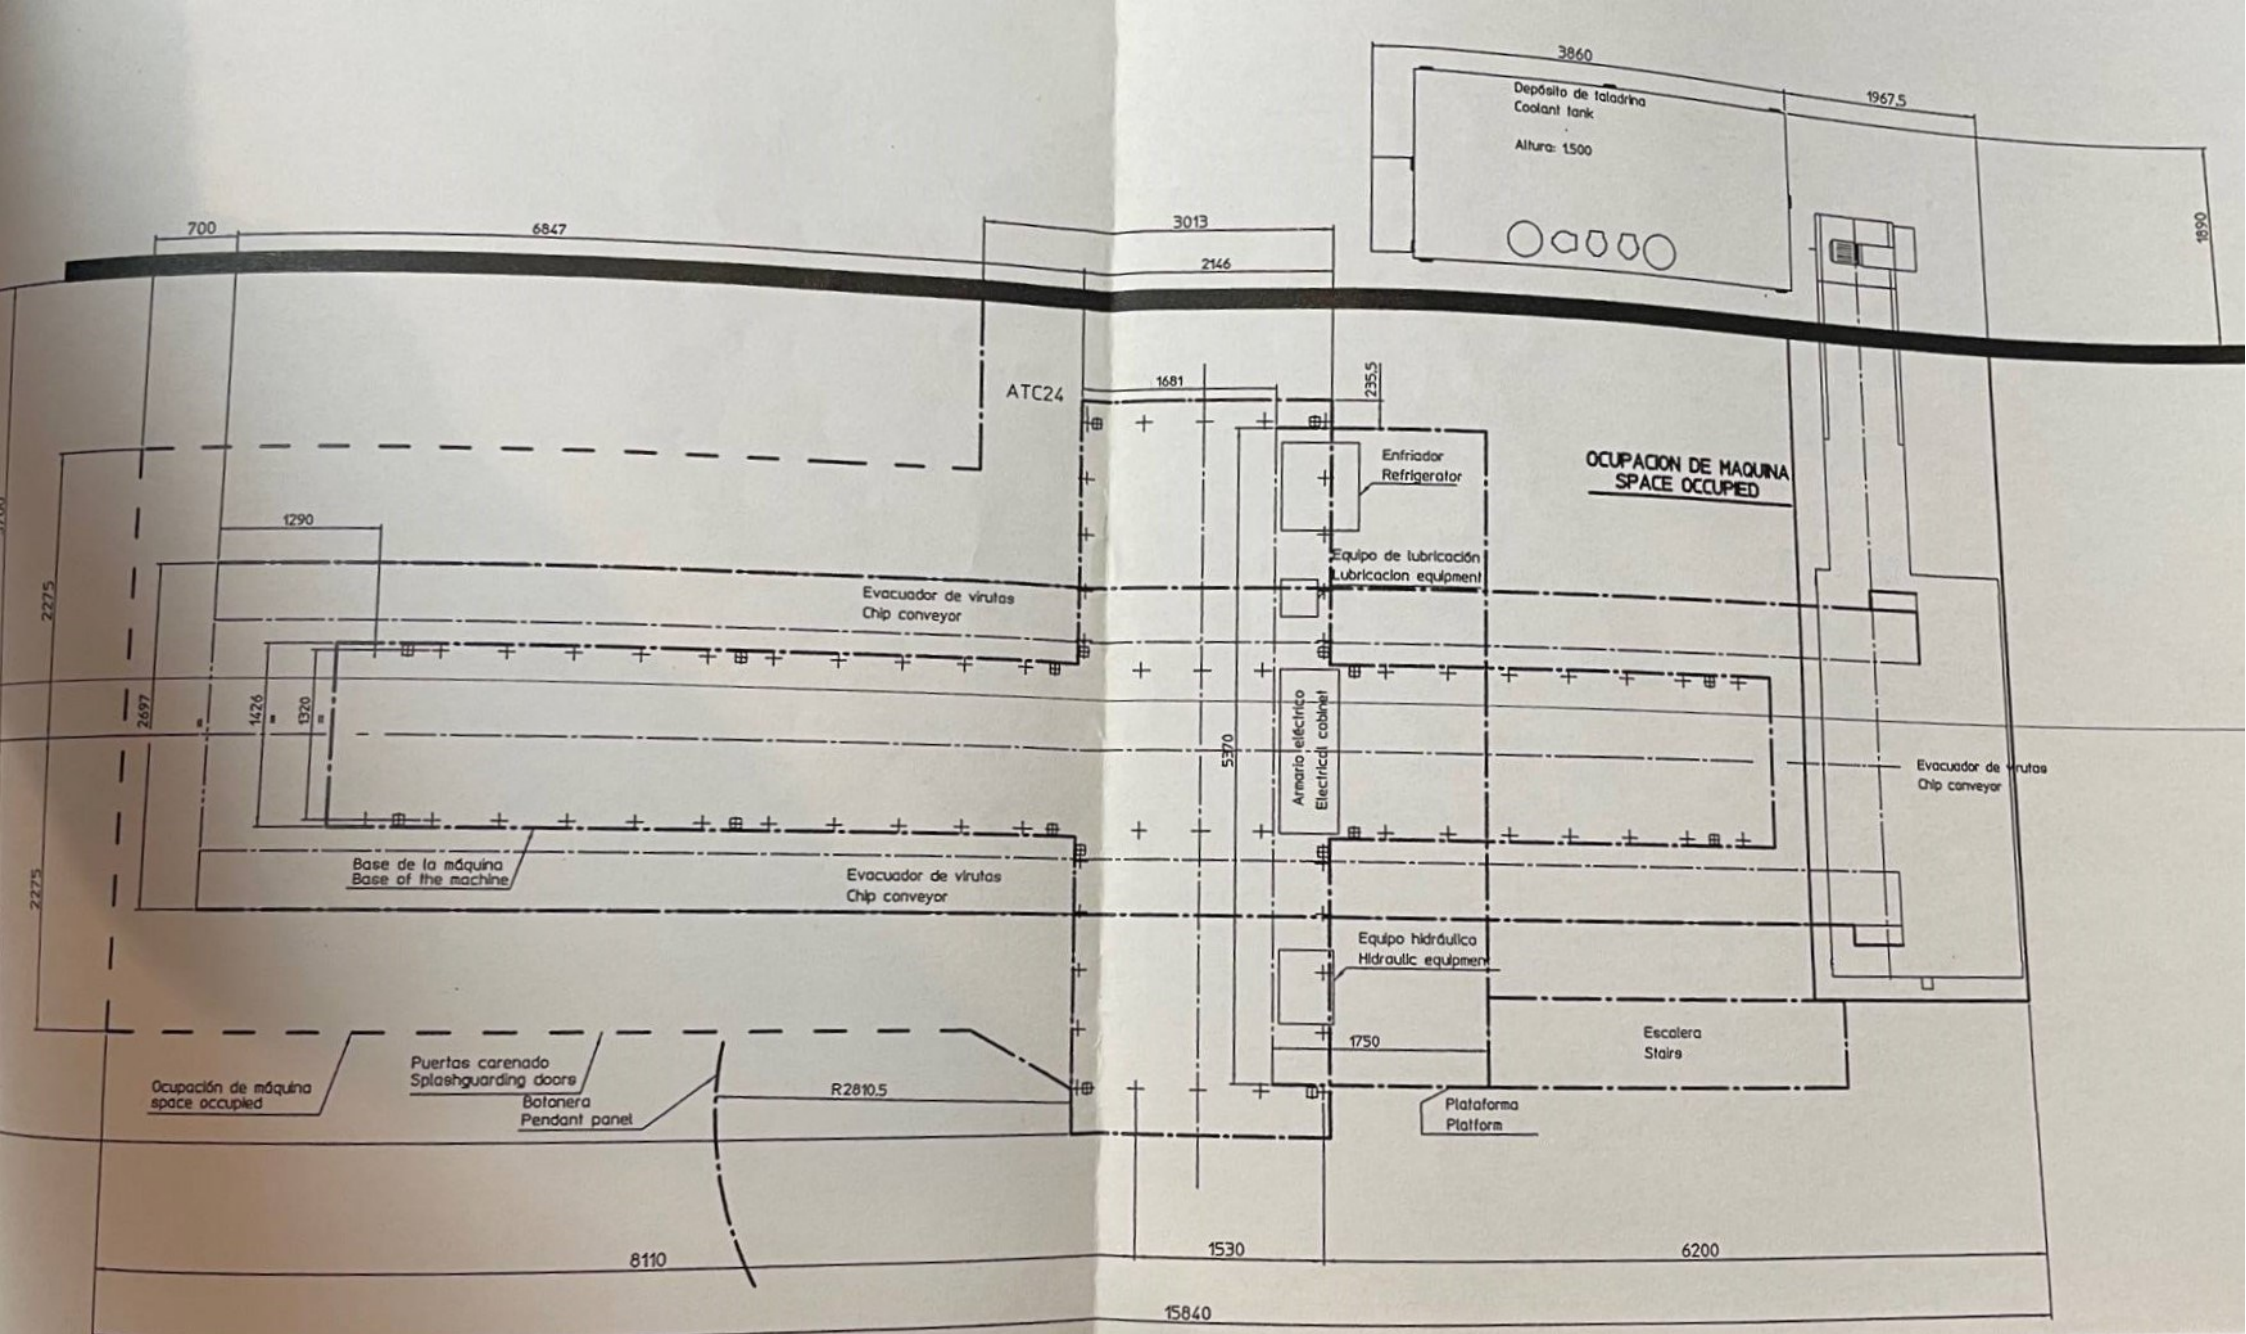 3860
1967.5
Depósito de taladrina
Coolant tank
Altura: 1500
1890
700
6847
3013
2146
ATC24
1681
235.5
Enfriador
Refrigerator
OCUPACION DE MAQUINA
SPACE OCCUPIED
1290
Equipo de lubricación
Lubricacion equipment
Evacuador de virutas
Chip conveyor
2275
2697
1426
1320
5370
Armario eléctrico
Electrical cabinet
Evacuador de virutas
Chip conveyor
Base de la máquina
Base of the machine
Evacuador de virutas
Chip conveyor
2275
Equipo hidráulico
Hidraulic equipment
1750
Escalera
Stairs
Ocupación de máquina
space occupied
Puertas carenado
Splashguarding doors
Botonera
Pendant panel
R2810.5
Plataforma
Platform
8110
1530
6200
15840